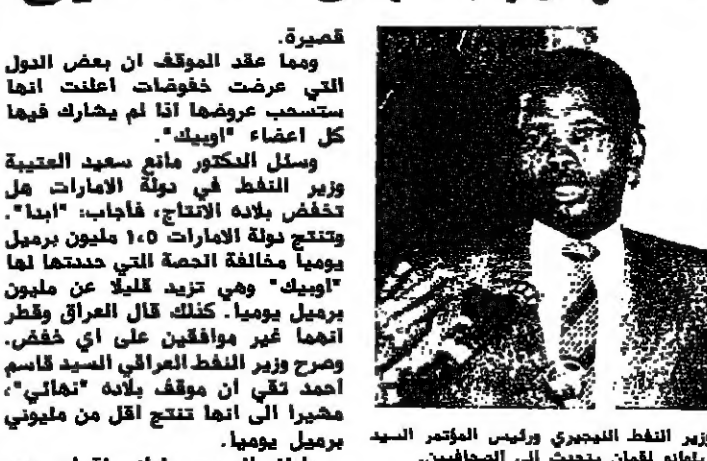 قصيرة.
ومما عقد الموقف ان بعض الدول
التي عرضت خفوضات اعلنت انها
ستسحب عروضها اذا لم يشارك فيها
كل اعضاء "اوبيك".
وسئل الدكتور مانع سعيد العتيبة
وزير النفط في دولة الامارات هل
تخفض بلاده الانتاج، فأجاب: "ابدا".
وتنتج دولة الامارات ١،٥ مليون برميل
يوميا مخالفة الحصة التي حددتها لها
"اوبيك" وهي تزيد قليلا عن مليون
برميل يوميا. كذلك قال العراق وقطر
انهما غير موافقين على اي خفض.
وصرح وزير النفط العراقي السيد قاسم
احمد تقي ان موقف بلاده "نهائي"،
مشيرا الى انها تنتج اقل من مليوني
برميل يوميا.
وزير النفط النيجيري ورئيس المؤتمر السيد
لقمان يتحدث الى الصحافيين.